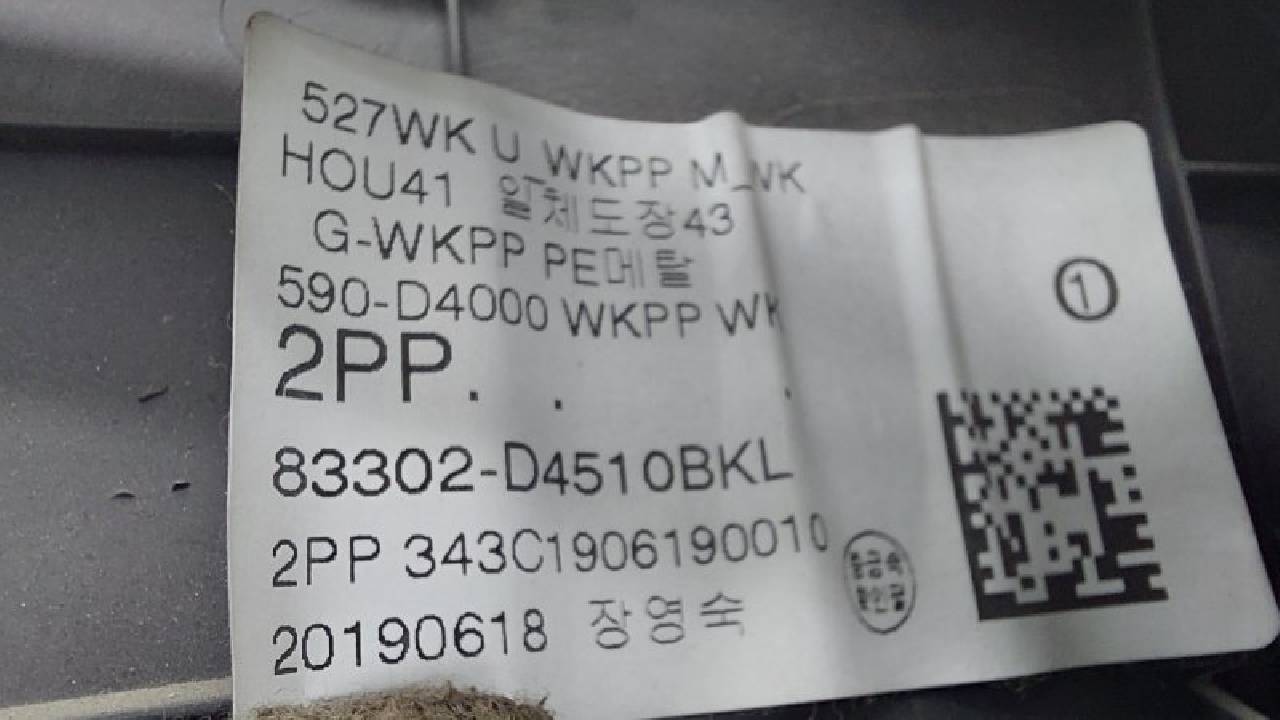 527WK U WKPP M_WK
HOU41 일체도장43
G-WKPP PE메탈
590-D4000 WKPP WK
①
2PP. . .
83302-D4510BKL
2PP 343C1906190010
20190618 장영숙